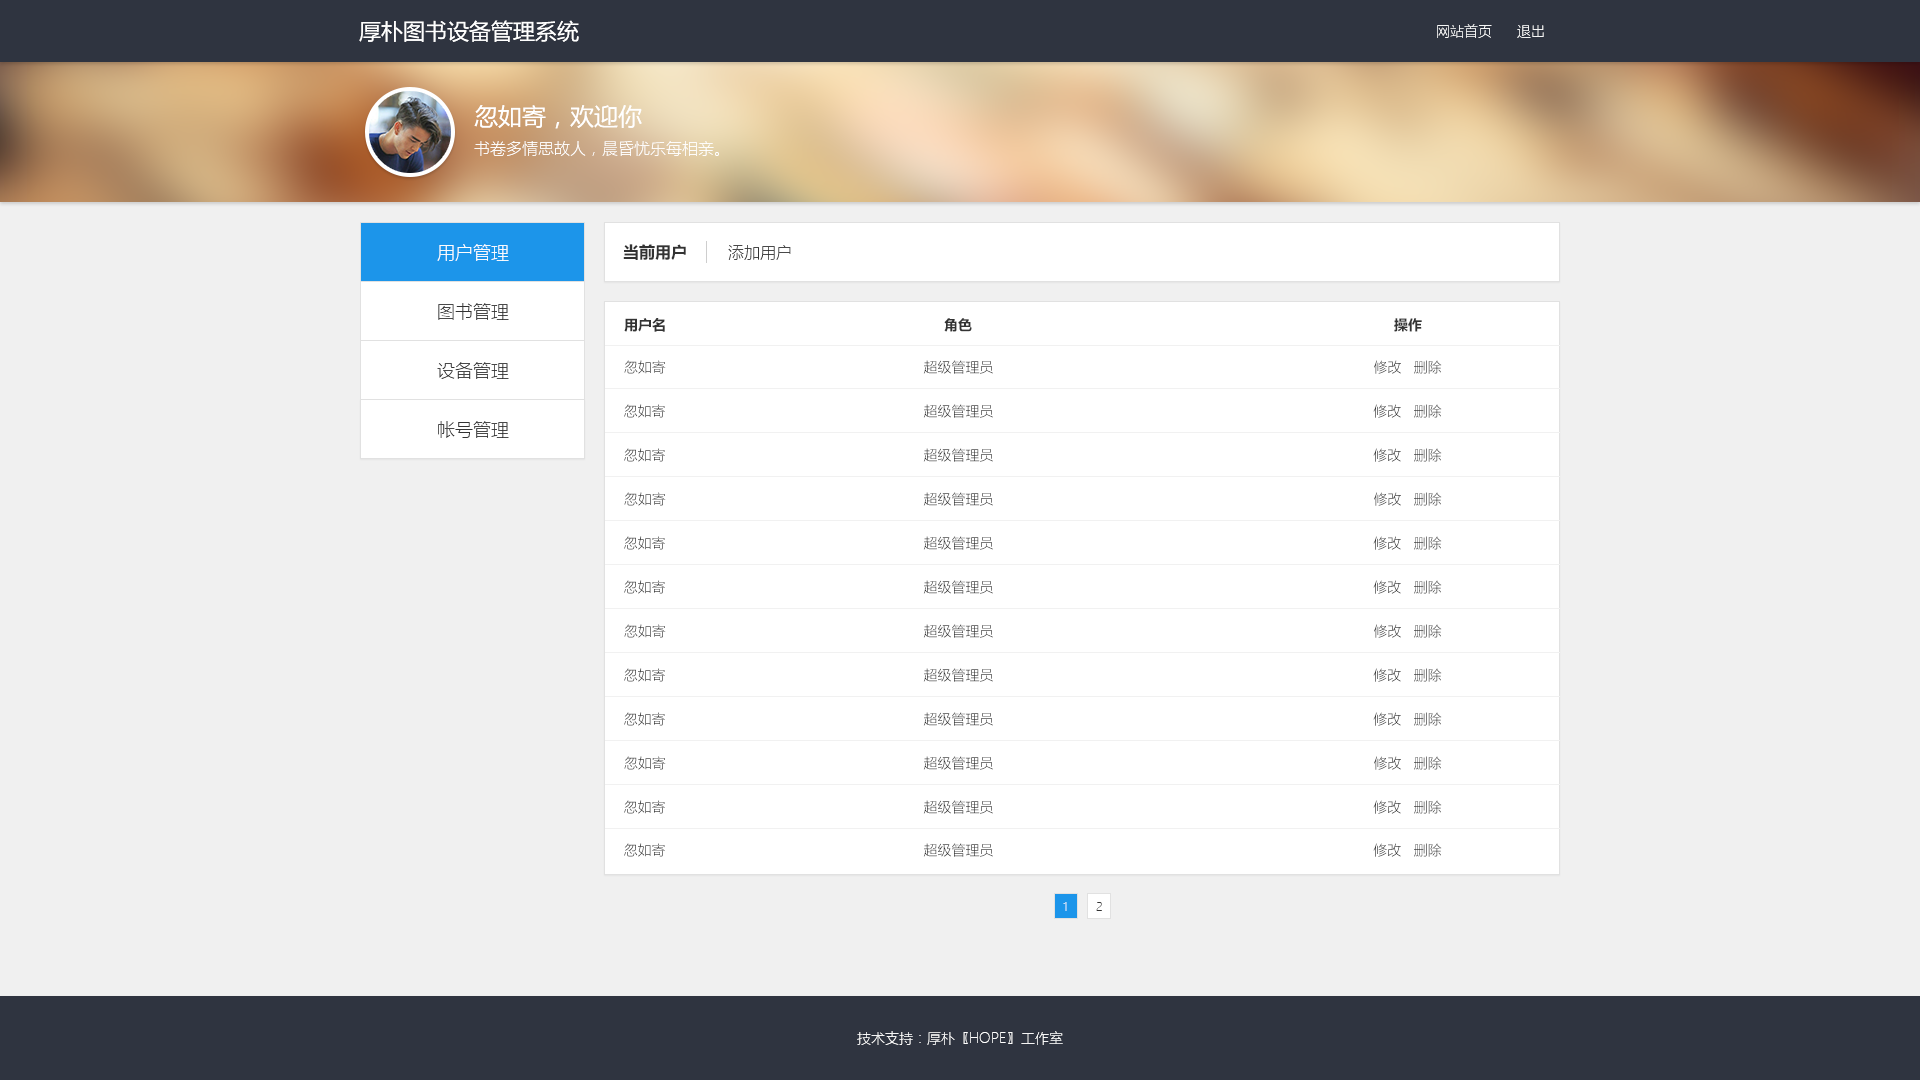 厚朴图书设备管理系统 网站首页 退出
忽如寄，欢迎你
书卷多情思故人，晨昏忧乐每相亲。
用户管理
图书管理
设备管理
帐号管理
当前用户 添加用户
用户名 角色 操作
忽如寄 超级管理员 修改 删除
忽如寄 超级管理员 修改 删除
忽如寄 超级管理员 修改 删除
忽如寄 超级管理员 修改 删除
忽如寄 超级管理员 修改 删除
忽如寄 超级管理员 修改 删除
忽如寄 超级管理员 修改 删除
忽如寄 超级管理员 修改 删除
忽如寄 超级管理员 修改 删除
忽如寄 超级管理员 修改 删除
忽如寄 超级管理员 修改 删除
忽如寄 超级管理员 修改 删除
1 2
技术支持：厚朴〖HOPE〗工作室